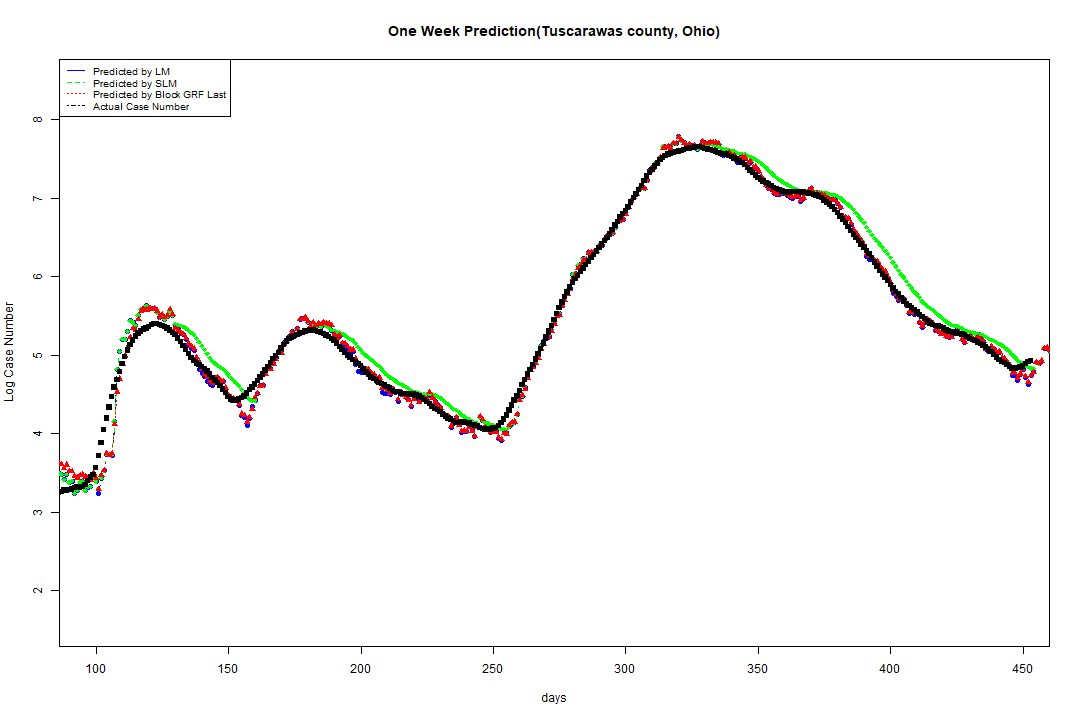 One Week Prediction(Tuscarawas county, Ohio)
Predicted by LM
Predicted by SLM
Predicted by Block GRF Last
Actual Case Number
Log Case Number
8
7
6
5
4
3
2
100 150 200 250 300 350 400 450
days